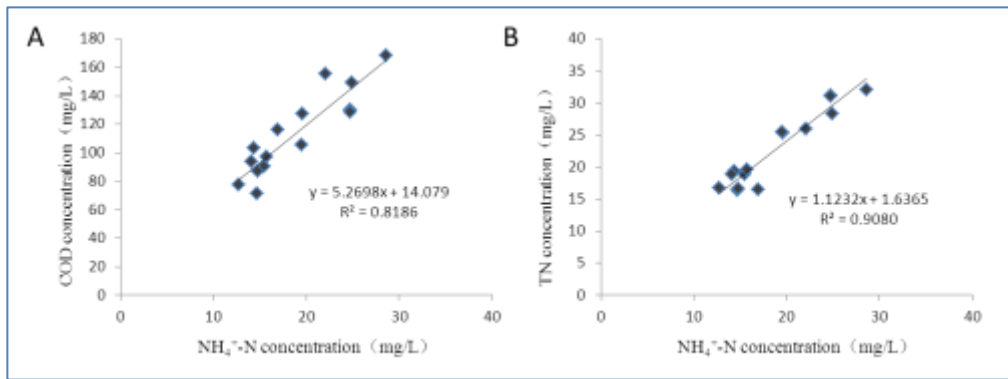 A
180
160
140
120
100
80
60
40
20
0
COD concentration（mg/L）
y = 5.2698x + 14.079
R² = 0.8186
0 10 20 30 40
NH₄⁺-N concentration（mg/L）
B
40
35
30
25
20
15
10
5
0
TN concentration（mg/L）
y = 1.1232x + 1.6365
R² = 0.9080
0 10 20 30 40
NH₄⁺-N concentration（mg/L）